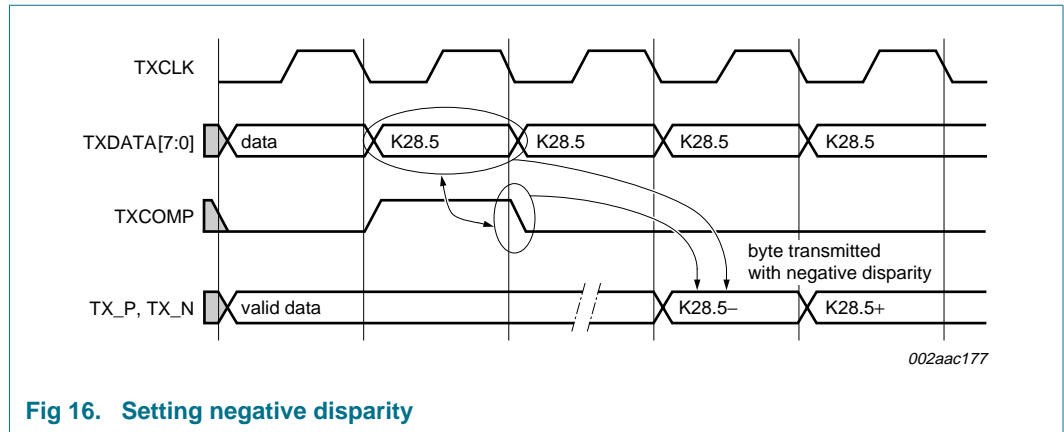 TXCLK
TXDATA[7:0] data K28.5 K28.5 K28.5 K28.5
TXCOMP
byte transmitted
with negative disparity
TX_P, TX_N valid data K28.5− K28.5+
002aac177
Fig 16. Setting negative disparity